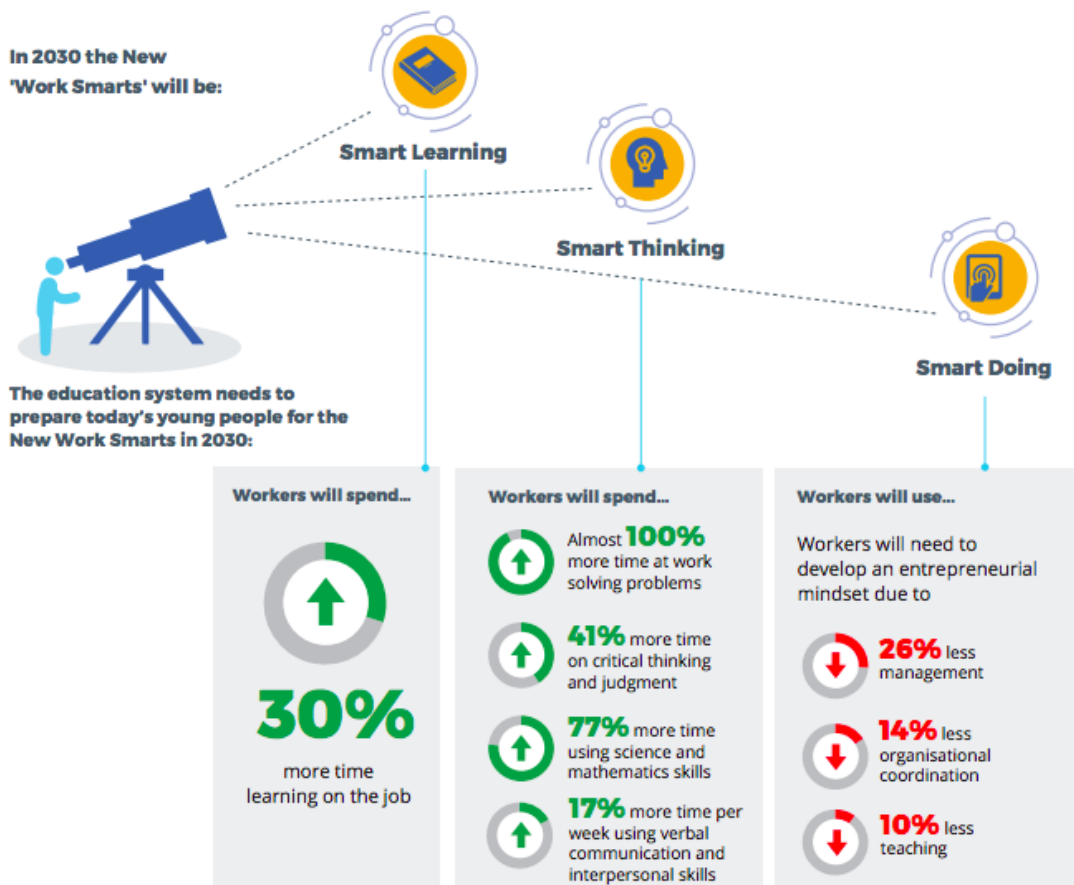 In 2030 the New
'Work Smarts' will be:
Smart Learning
Smart Thinking
Smart Doing
The education system needs to
prepare today's young people for the
New Work Smarts in 2030:
Workers will spend...
30%
more time
learning on the job
Workers will spend...
Almost 100%
more time at work
solving problems
41% more time
on critical thinking
and judgment
77% more time
using science and
mathematics skills
17% more time per
week using verbal
communication and
interpersonal skills
Workers will use...
Workers will need to
develop an entrepreneurial
mindset due to
26% less
management
14% less
organisational
coordination
10% less
teaching